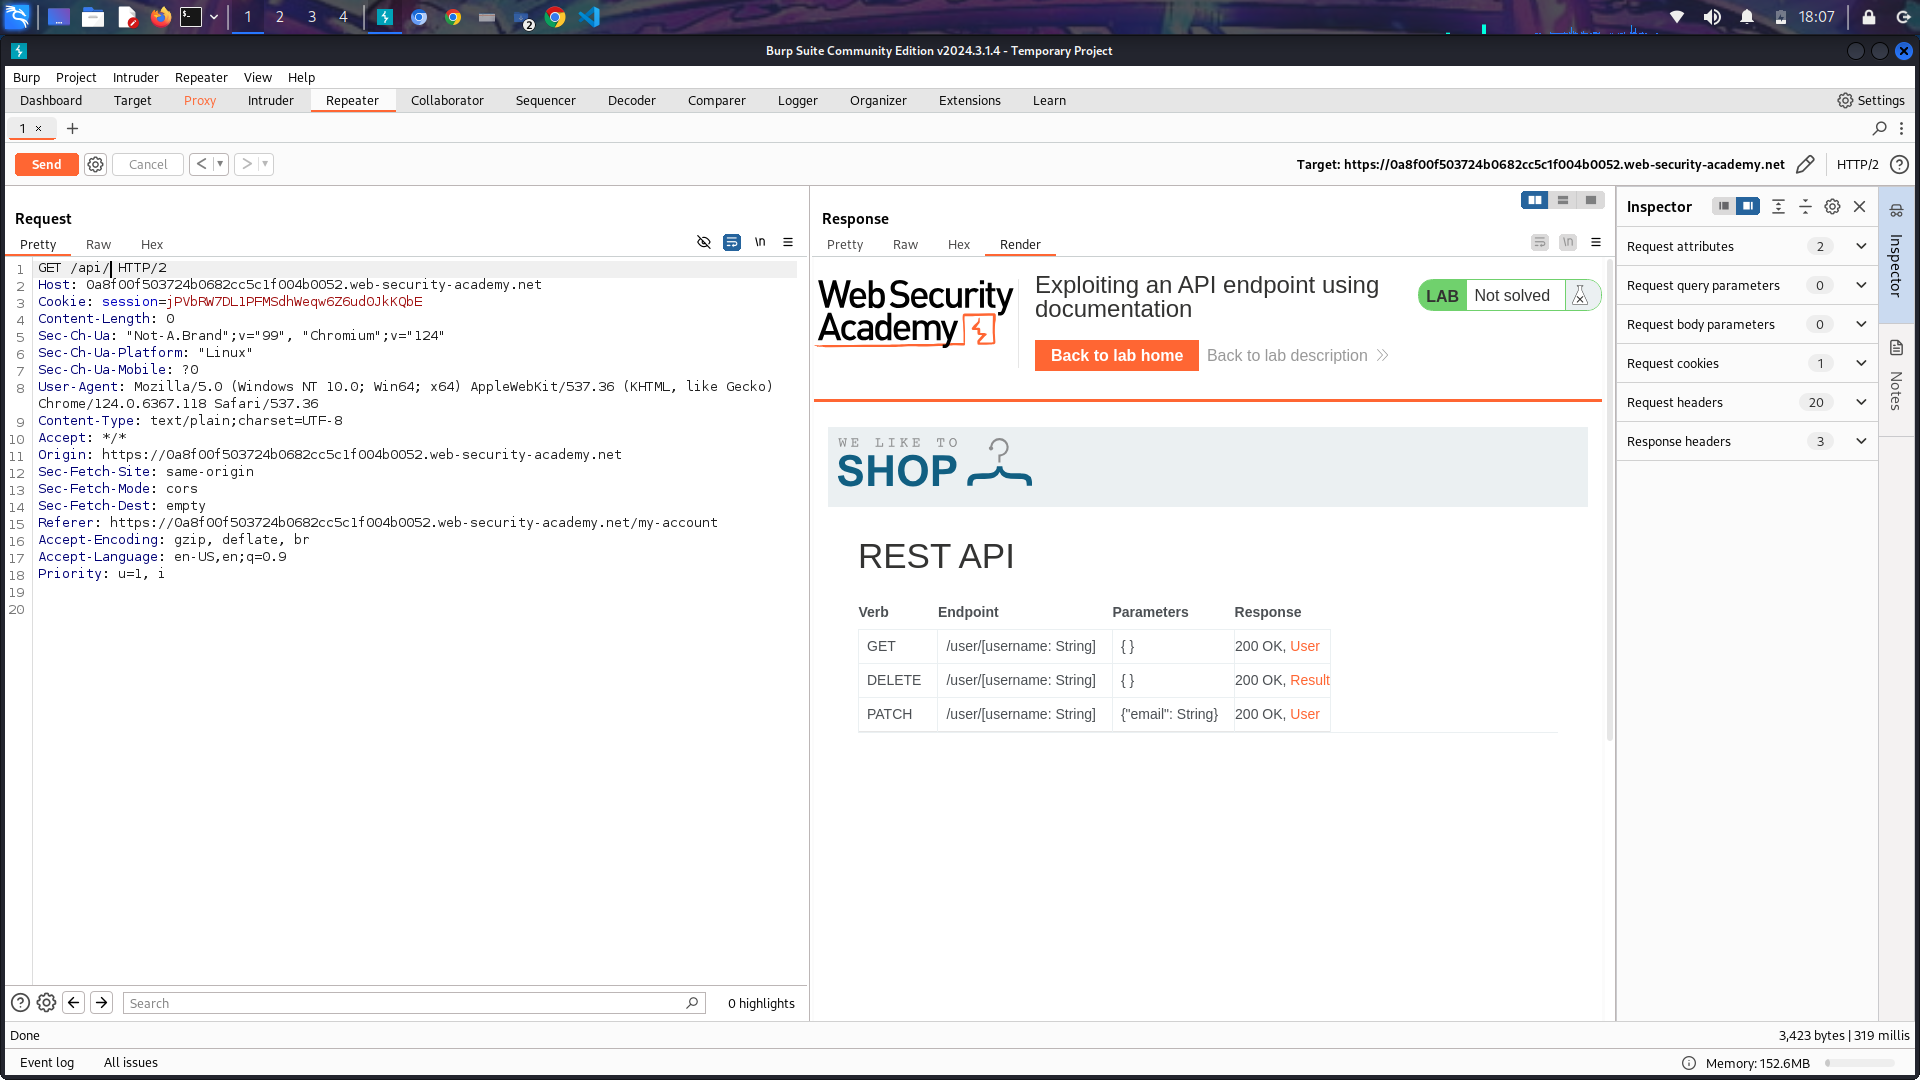 1 2 3 4 2 18:07
Burp Suite Community Edition v2024.3.1.4 - Temporary Project
Burp Project Intruder Repeater View Help
Dashboard Target Proxy Intruder Repeater Collaborator Sequencer Decoder Comparer Logger Organizer Extensions Learn Settings
1 × +
Send Cancel < > Target: https://0a8f00f503724b0682cc5c1f004b0052.web-security-academy.net HTTP/2
Request
Pretty Raw Hex \n
1 GET /api/ HTTP/2
2 Host: 0a8f00f503724b0682cc5c1f004b0052.web-security-academy.net
3 Cookie: session=jPVbRW7DL1PFMSdhWeqw6Z6ud0JkKQbE
4 Content-Length: 0
5 Sec-Ch-Ua: "Not-A.Brand";v="99", "Chromium";v="124"
6 Sec-Ch-Ua-Platform: "Linux"
7 Sec-Ch-Ua-Mobile: ?0
8 User-Agent: Mozilla/5.0 (Windows NT 10.0; Win64; x64) AppleWebKit/537.36 (KHTML, like Gecko)
Chrome/124.0.6367.118 Safari/537.36
9 Content-Type: text/plain;charset=UTF-8
10 Accept: */*
11 Origin: https://0a8f00f503724b0682cc5c1f004b0052.web-security-academy.net
12 Sec-Fetch-Site: same-origin
13 Sec-Fetch-Mode: cors
14 Sec-Fetch-Dest: empty
15 Referer: https://0a8f00f503724b0682cc5c1f004b0052.web-security-academy.net/my-account
16 Accept-Encoding: gzip, deflate, br
17 Accept-Language: en-US,en;q=0.9
18 Priority: u=1, i
19
20
Search 0 highlights
Response
Pretty Raw Hex Render \n
WebSecurity
Academy
Exploiting an API endpoint using
documentation
LAB Not solved
Back to lab home Back to lab description
WE LIKE TO
SHOP
REST API
Verb Endpoint Parameters Response
GET /user/[username: String] { } 200 OK, User
DELETE /user/[username: String] { } 200 OK, Result
PATCH /user/[username: String] {"email": String} 200 OK, User
Inspector
Request attributes 2
Request query parameters 0
Request body parameters 0
Request cookies 1
Request headers 20
Response headers 3
Inspector
Notes
Done 3,423 bytes | 319 millis
Event log All issues Memory: 152.6MB